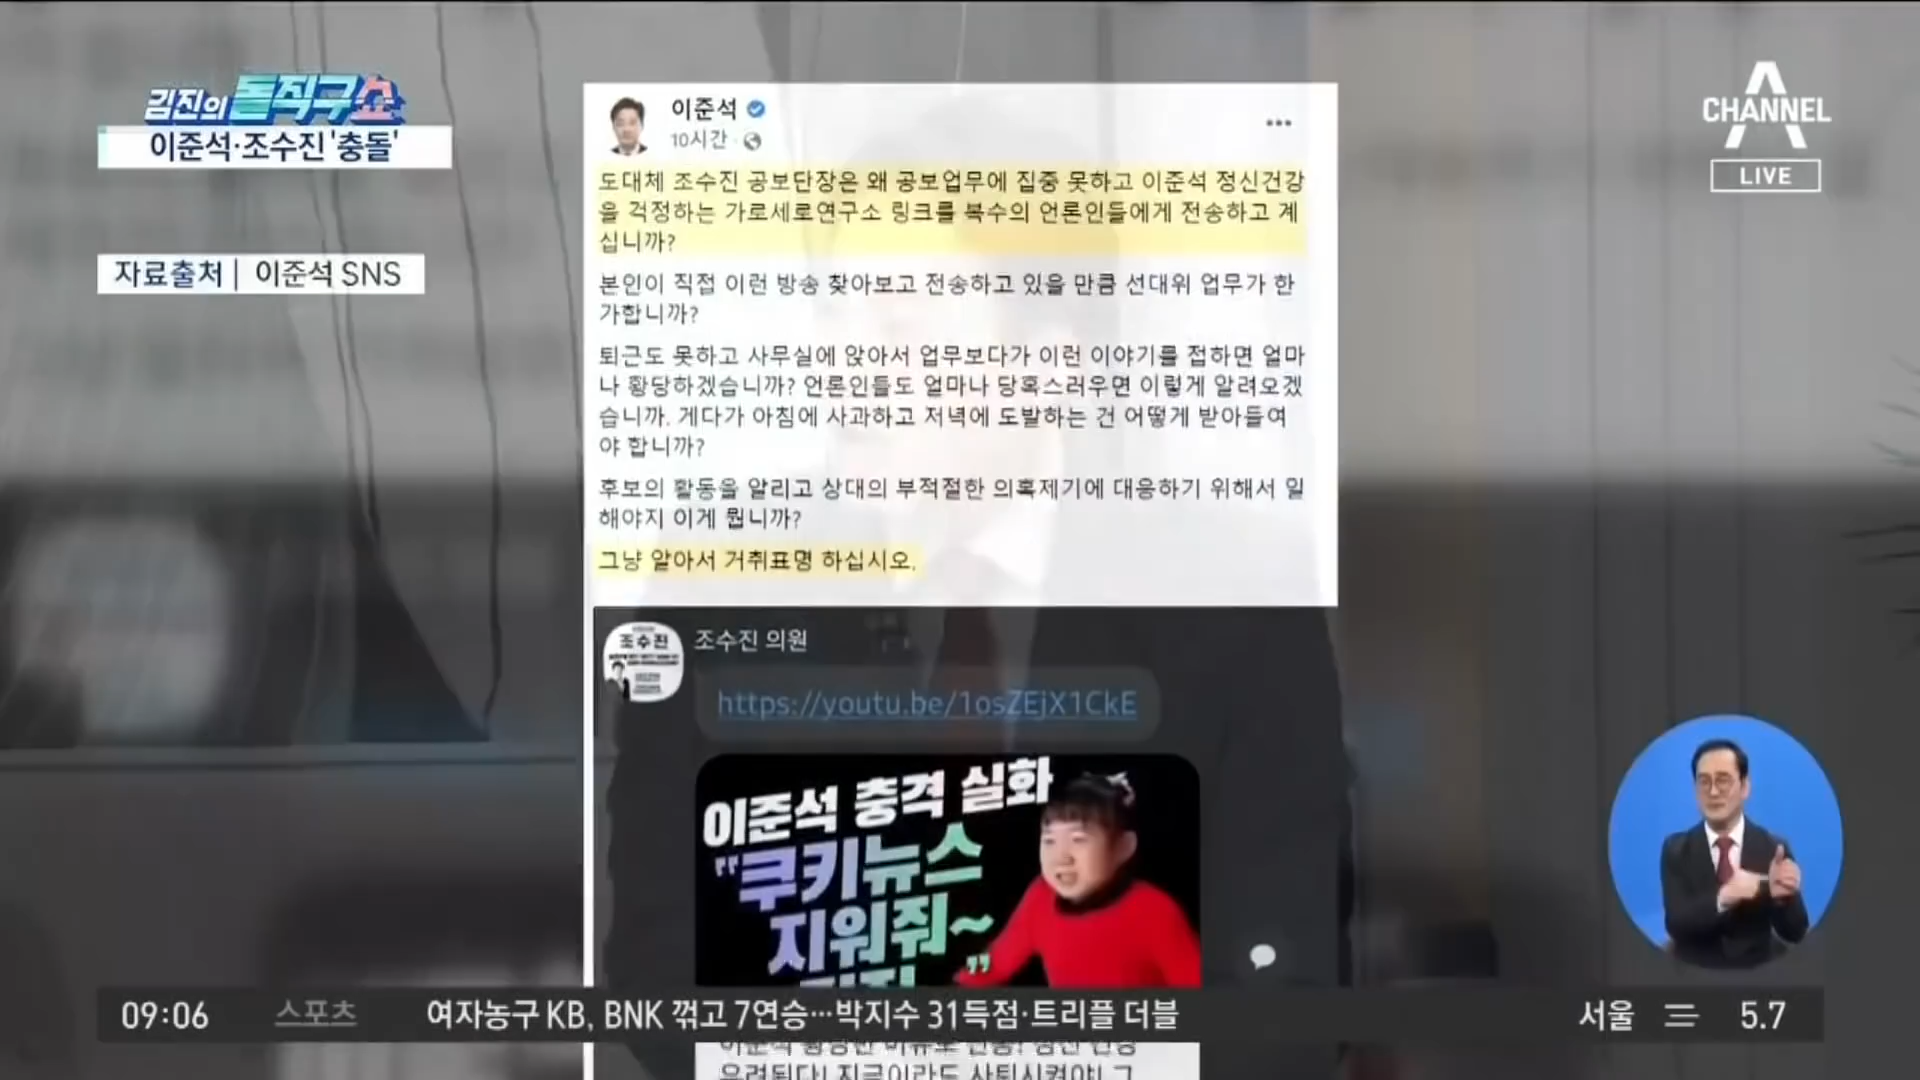 김진의 돌직구쇼
이준석·조수진 '충돌'
자료출처 | 이준석 SNS
CHANNEL A
LIVE
이준석
10시간
도대체 조수진 공보단장은 왜 공보업무에 집중 못하고 이준석 정신건강
을 걱정하는 가로세로연구소 링크를 복수의 언론인들에게 전송하고 계
십니까?
본인이 직접 이런 방송 찾아보고 전송하고 있을 만큼 선대위 업무가 한
가합니까?
퇴근도 못하고 사무실에 앉아서 업무보다가 이런 이야기를 접하면 얼마
나 황당하겠습니까? 언론인들도 얼마나 당혹스러우면 이렇게 알려오겠
습니까. 게다가 아침에 사과하고 저녁에 도발하는 건 어떻게 받아들여
야 합니까?
후보의 활동을 알리고 상대의 부적절한 의혹제기에 대응하기 위해서 일
해야지 이게 뭡니까?
그냥 알아서 거취표명 하십시오.
조수진
조수진 의원
https://youtu.be/1osZEjX1CkE
이준석 충격 실화
"쿠키뉴스
지워줘~
"
09:06 스포츠 여자농구 KB, BNK 꺾고 7연승…박지수 31득점·트리플 더블 서울 5.7